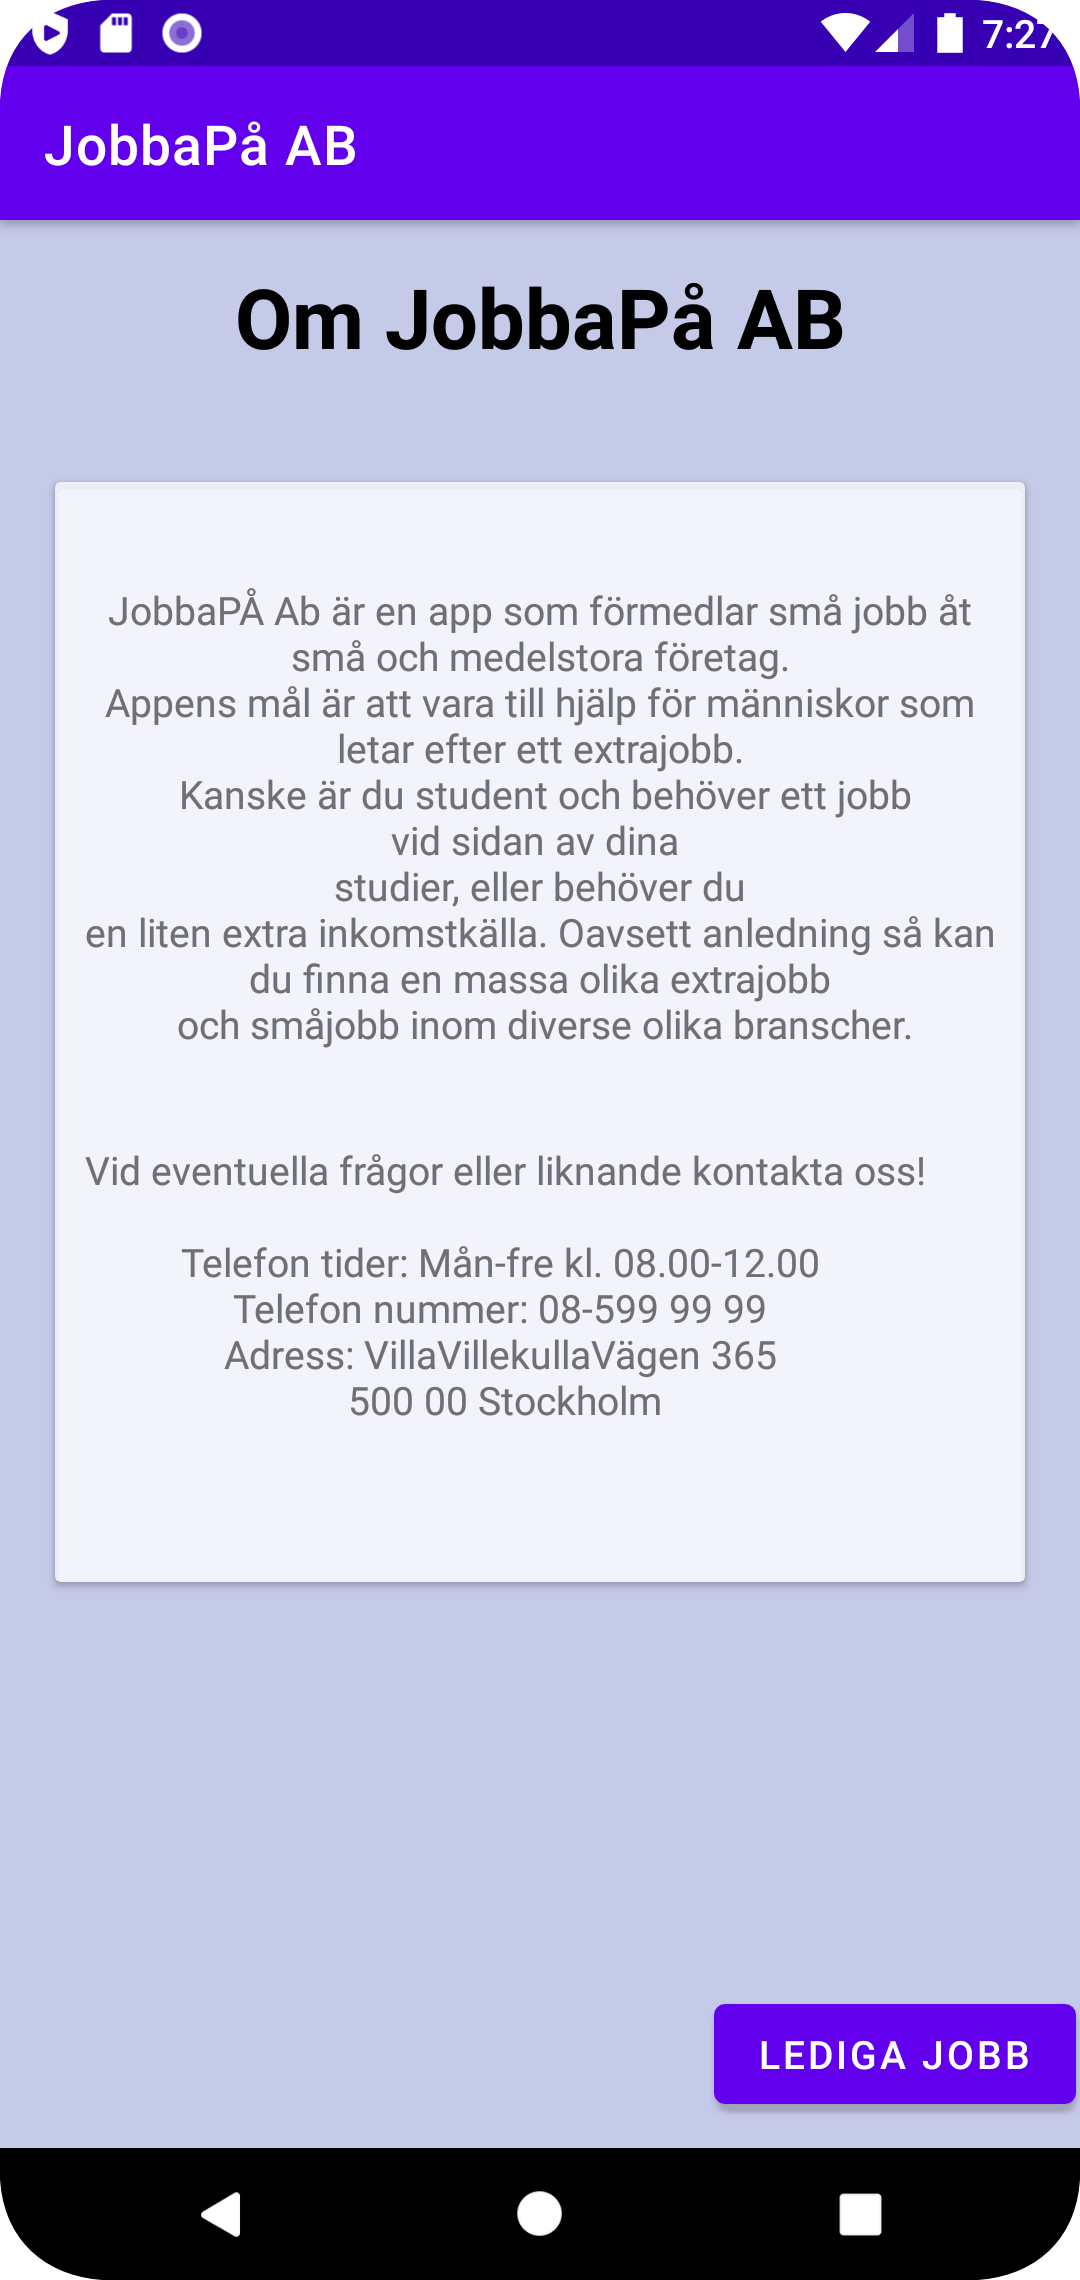 7:27
JobbaPå AB
Om JobbaPå AB
JobbaPÅ Ab är en app som förmedlar små jobb åt
små och medelstora företag.
Appens mål är att vara till hjälp för människor som
letar efter ett extrajobb.
Kanske är du student och behöver ett jobb
vid sidan av dina
studier, eller behöver du
en liten extra inkomstkälla. Oavsett anledning så kan
du finna en massa olika extrajobb
och småjobb inom diverse olika branscher.
Vid eventuella frågor eller liknande kontakta oss!
Telefon tider: Mån-fre kl. 08.00-12.00
Telefon nummer: 08-599 99 99
Adress: VillaVillekullaVägen 365
500 00 Stockholm
LEDIGA JOBB